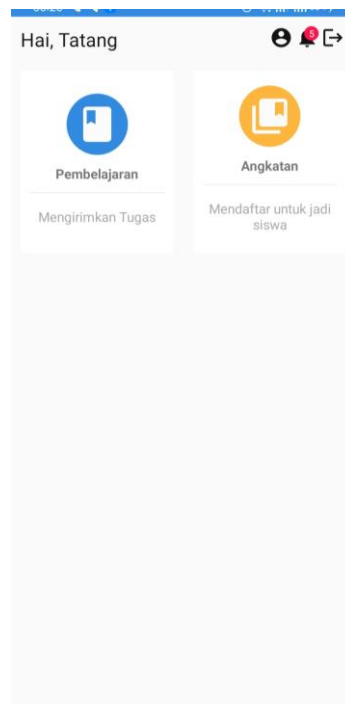 Hai, Tatang
5
Pembelajaran
Mengirimkan Tugas
Angkatan
Mendaftar untuk jadi
siswa